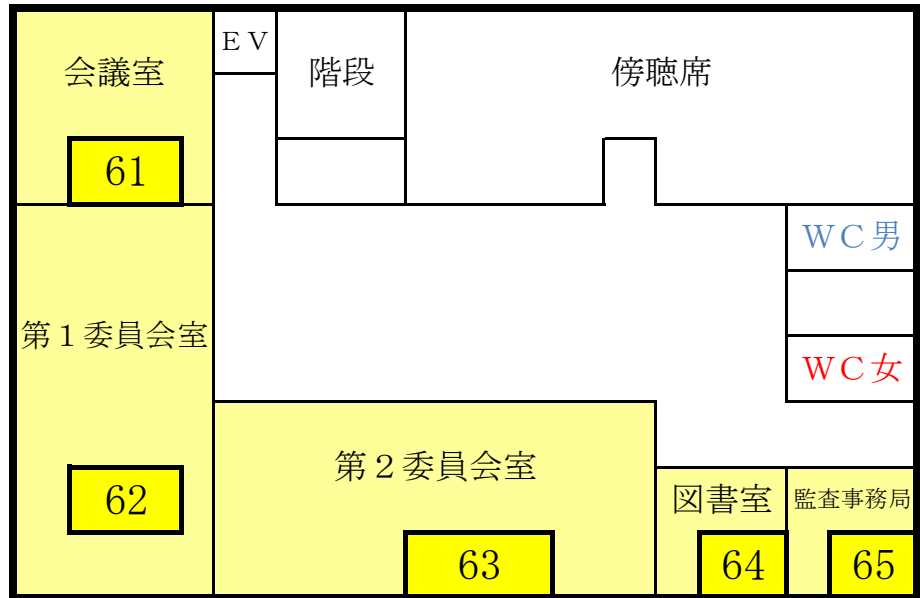 会議室
61
ＥＶ
階段
傍聴席
ＷＣ男
第１委員会室
ＷＣ女
62
第２委員会室
63
図書室
64
監査事務局
65